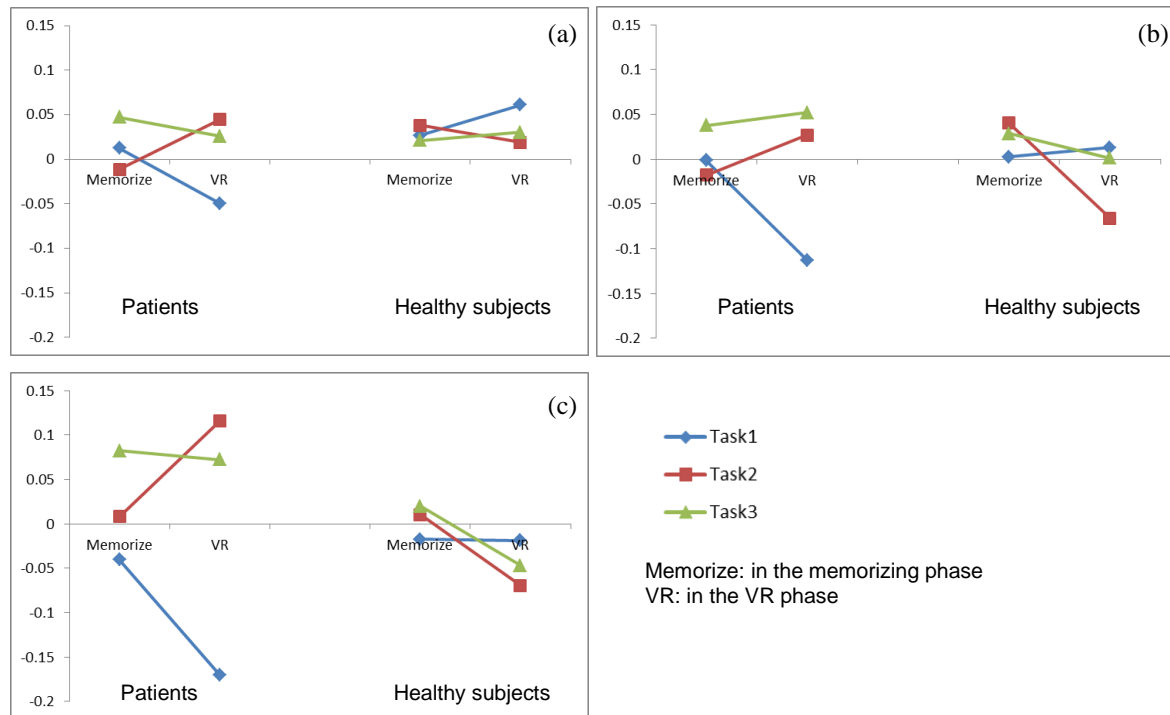 (a)
0.15
0.1
0.05
0
-0.05
-0.1
-0.15
-0.2
Memorize VR Memorize VR
Patients Healthy subjects
(b)
0.15
0.1
0.05
0
-0.05
-0.1
-0.15
-0.2
Memorize VR Memorize VR
Patients Healthy subjects
(c)
0.15
0.1
0.05
0
-0.05
-0.1
-0.15
-0.2
Memorize VR Memorize VR
Patients Healthy subjects
Task1
Task2
Task3
Memorize: in the memorizing phase
VR: in the VR phase